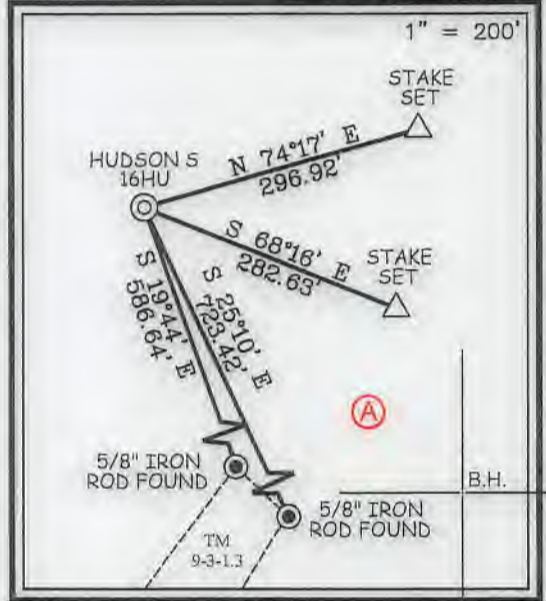 1" = 200'
STAKE
SET
HUDSON S
16HU
N 74°17' E
296.92'
S 68°16' E
282.63'
STAKE
SET
S 25°10' E
723.42'
S 19°44' E
586.64'
A
5/8" IRON
ROD FOUND
B.H.
5/8" IRON
ROD FOUND
TM
9-3-1.3